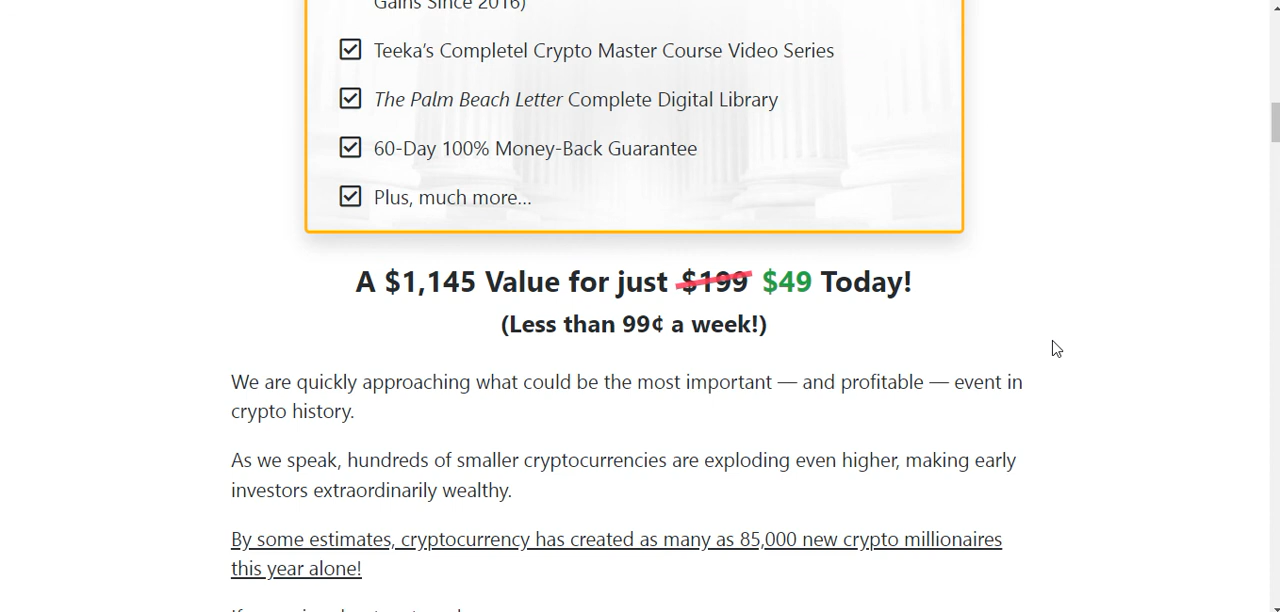 Gains Since 2016)
Teeka's Completel Crypto Master Course Video Series
The Palm Beach Letter Complete Digital Library
60-Day 100% Money-Back Guarantee
Plus, much more...
A $1,145 Value for just $199 $49 Today!
(Less than 99¢ a week!)
We are quickly approaching what could be the most important — and profitable — event in
crypto history.
As we speak, hundreds of smaller cryptocurrencies are exploding even higher, making early
investors extraordinarily wealthy.
By some estimates, cryptocurrency has created as many as 85,000 new crypto millionaires
this year alone!